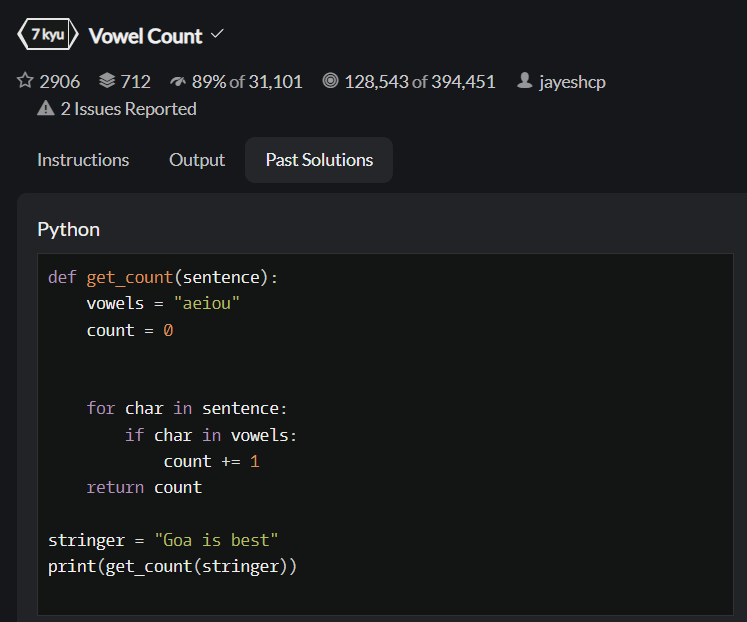 7 kyu Vowel Count
2906 712 89% of 31,101 128,543 of 394,451 jayeshcp
2 Issues Reported
Instructions Output Past Solutions
Python
def get_count(sentence):
    vowels = "aeiou"
    count = 0
    for char in sentence:
        if char in vowels:
            count += 1
    return count
stringer = "Goa is best"
print(get_count(stringer))